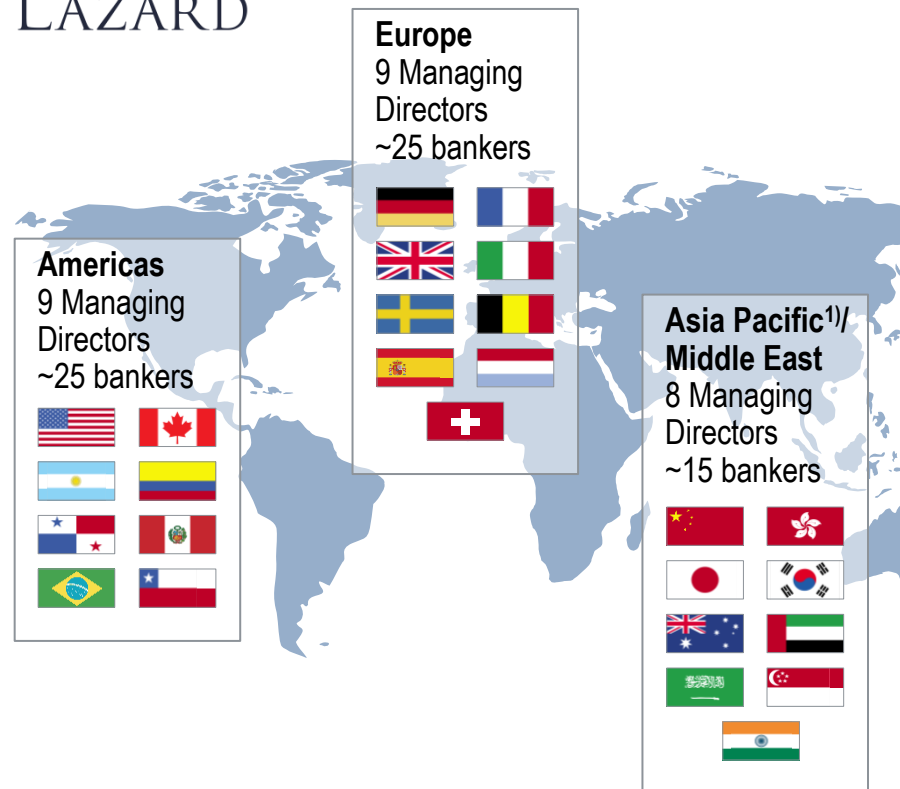 LAZARD
Europe
9 Managing
Directors
~25 bankers
Americas
9 Managing
Directors
~25 bankers
Asia Pacific¹⁾/
Middle East
8 Managing
Directors
~15 bankers